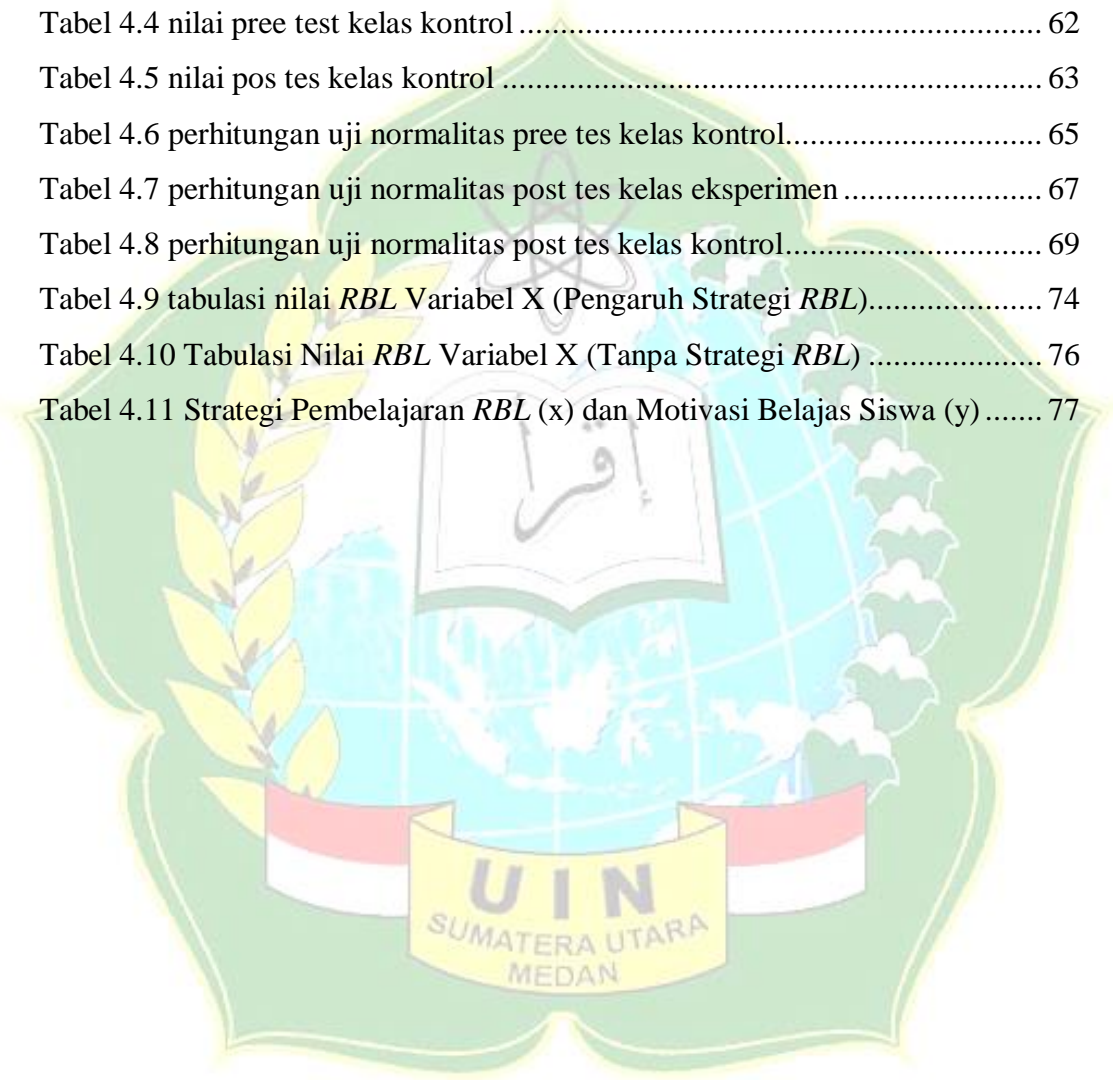 Tabel 4.4 nilai pree test kelas kontrol ................................................................. 62
Tabel 4.5 nilai pos tes kelas kontrol ................................................................... 63
Tabel 4.6 perhitungan uji normalitas pree tes kelas kontrol................................ 65
Tabel 4.7 perhitungan uji normalitas post tes kelas eksperimen ......................... 67
Tabel 4.8 perhitungan uji normalitas post tes kelas kontrol................................ 69
Tabel 4.9 tabulasi nilai RBL Variabel X (Pengaruh Strategi RBL)...................... 74
Tabel 4.10 Tabulasi Nilai RBL Variabel X (Tanpa Strategi RBL) ...................... 76
Tabel 4.11 Strategi Pembelajaran RBL (x) dan Motivasi Belajas Siswa (y) ....... 77
إقرأ
UIN
SUMATERA UTARA
MEDAN